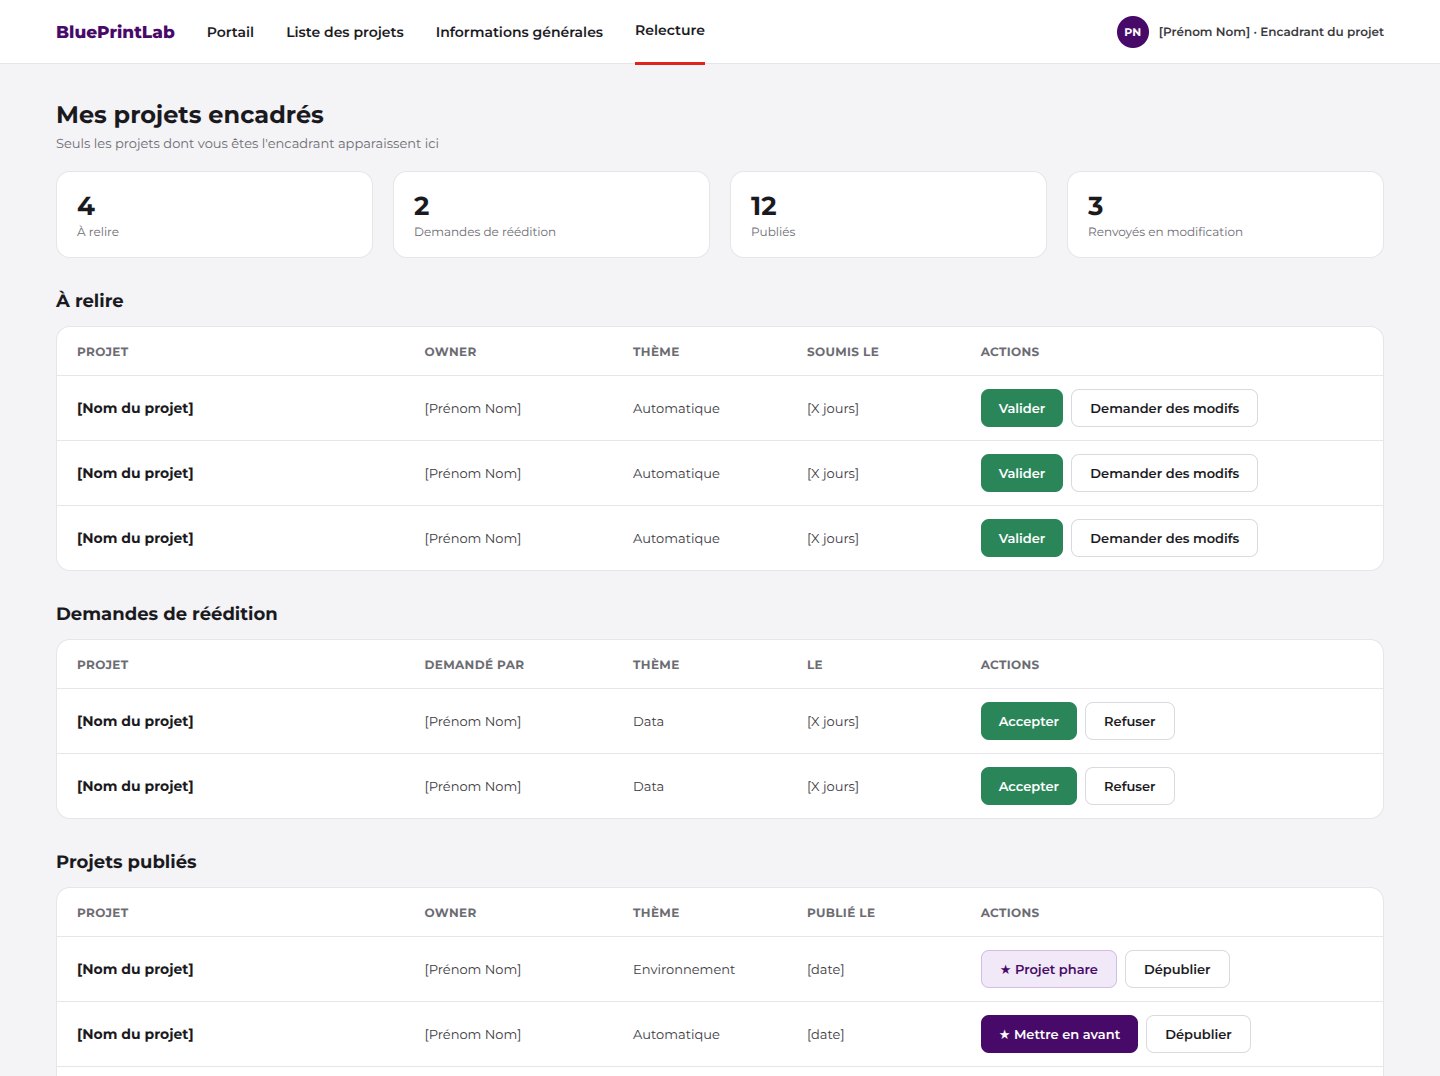 BluePrintLab Portail Liste des projets Informations générales Relecture PN [Prénom Nom] · Encadrant du projet
Mes projets encadrés
Seuls les projets dont vous êtes l'encadrant apparaissent ici
4 2 12 3
À relire Demandes de réédition Publiés Renvoyés en modification
À relire
PROJET OWNER THÈME SOUMIS LE ACTIONS
[Nom du projet] [Prénom Nom] Automatique [X jours] Valider Demander des modifs
[Nom du projet] [Prénom Nom] Automatique [X jours] Valider Demander des modifs
[Nom du projet] [Prénom Nom] Automatique [X jours] Valider Demander des modifs
Demandes de réédition
PROJET DEMANDÉ PAR THÈME LE ACTIONS
[Nom du projet] [Prénom Nom] Data [X jours] Accepter Refuser
[Nom du projet] [Prénom Nom] Data [X jours] Accepter Refuser
Projets publiés
PROJET OWNER THÈME PUBLIÉ LE ACTIONS
[Nom du projet] [Prénom Nom] Environnement [date] ★ Projet phare Dépublier
[Nom du projet] [Prénom Nom] Automatique [date] ★ Mettre en avant Dépublier